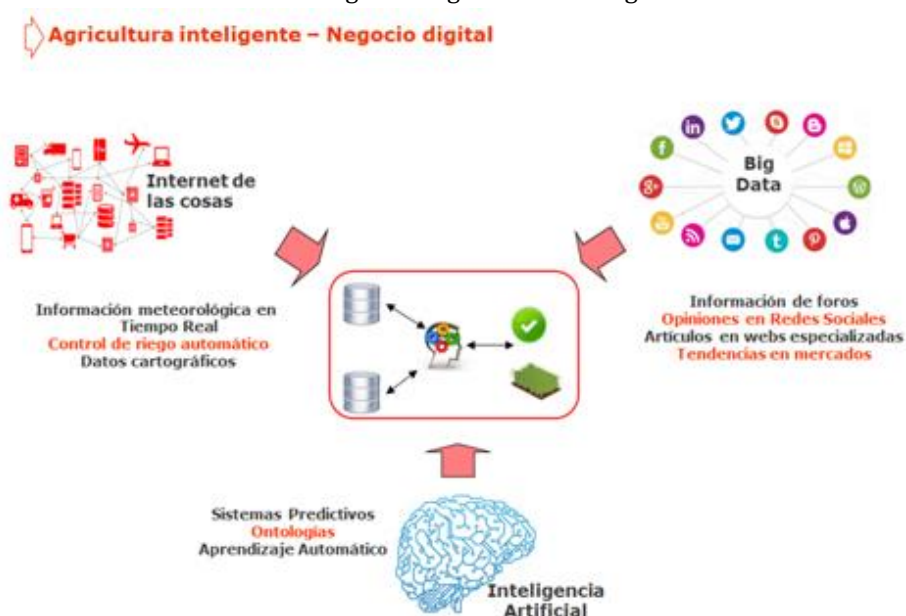 Agricultura inteligente – Negocio digital
Internet de
las cosas
Big
Data
Información meteorológica en
Tiempo Real
Control de riego automático
Datos cartográficos
Información de foros
Opiniones en Redes Sociales
Artículos en webs especializadas
Tendencias en mercados
Sistemas Predictivos
Ontologías
Aprendizaje Automático
Inteligencia
Artificial